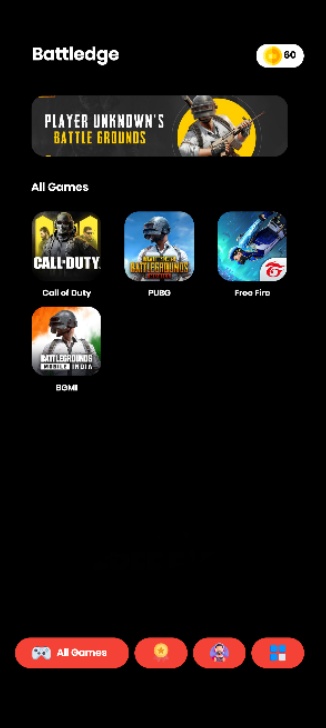 Battledge
60
PLAYER UNKNOWN'S
BATTLE GROUNDS
All Games
CALL OF DUTY
BATTLEGROUNDS
Call of Duty
PUBG
Free Fire
BATTLEGROUNDS
MOBILE INDIA
BGMI
All Games